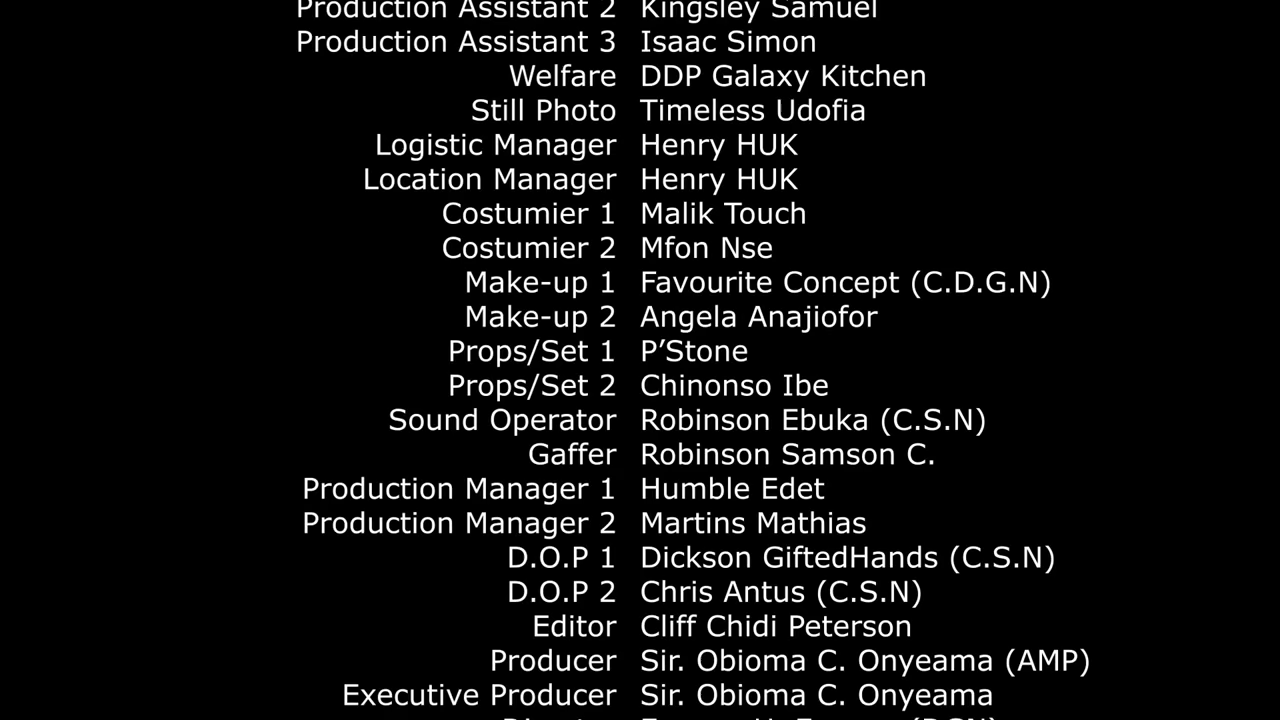 Production Assistant 2 Kingsley Samuel
Production Assistant 3 Isaac Simon
Welfare DDP Galaxy Kitchen
Still Photo Timeless Udofia
Logistic Manager Henry HUK
Location Manager Henry HUK
Costumier 1 Malik Touch
Costumier 2 Mfon Nse
Make-up 1 Favourite Concept (C.D.G.N)
Make-up 2 Angela Anajiofor
Props/Set 1 P’Stone
Props/Set 2 Chinonso Ibe
Sound Operator Robinson Ebuka (C.S.N)
Gaffer Robinson Samson C.
Production Manager 1 Humble Edet
Production Manager 2 Martins Mathias
D.O.P 1 Dickson GiftedHands (C.S.N)
D.O.P 2 Chris Antus (C.S.N)
Editor Cliff Chidi Peterson
Producer Sir. Obioma C. Onyeama (AMP)
Executive Producer Sir. Obioma C. Onyeama